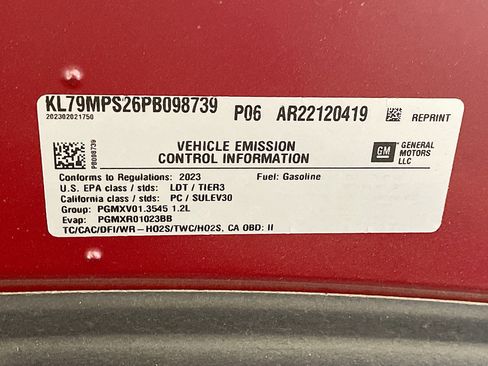 KL79MPS26PB098739 P06 AR22120419 REPRINT
202302021750
PB098739
VEHICLE EMISSION
CONTROL INFORMATION
GM GENERAL
MOTORS
LLC
Conforms to Regulations: 2023 Fuel: Gasoline
U.S. EPA class / stds: LDT / TIER3
California class / stds: PC / SULEV30
Group: PGMXV01.3545 1.2L
Evap: PGMXR01023BB
TC/CAC/DFI/WR-HO2S/TWC/HO2S, CA OBD: II